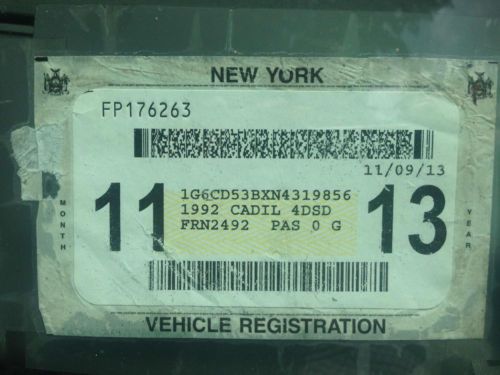 NEW YORK
FP176263
11/09/13
11
MONTH
1G6CD53BXN4319856
1992 CADIL 4DSD
FRN2492 PAS 0 G
13
YEAR
VEHICLE REGISTRATION